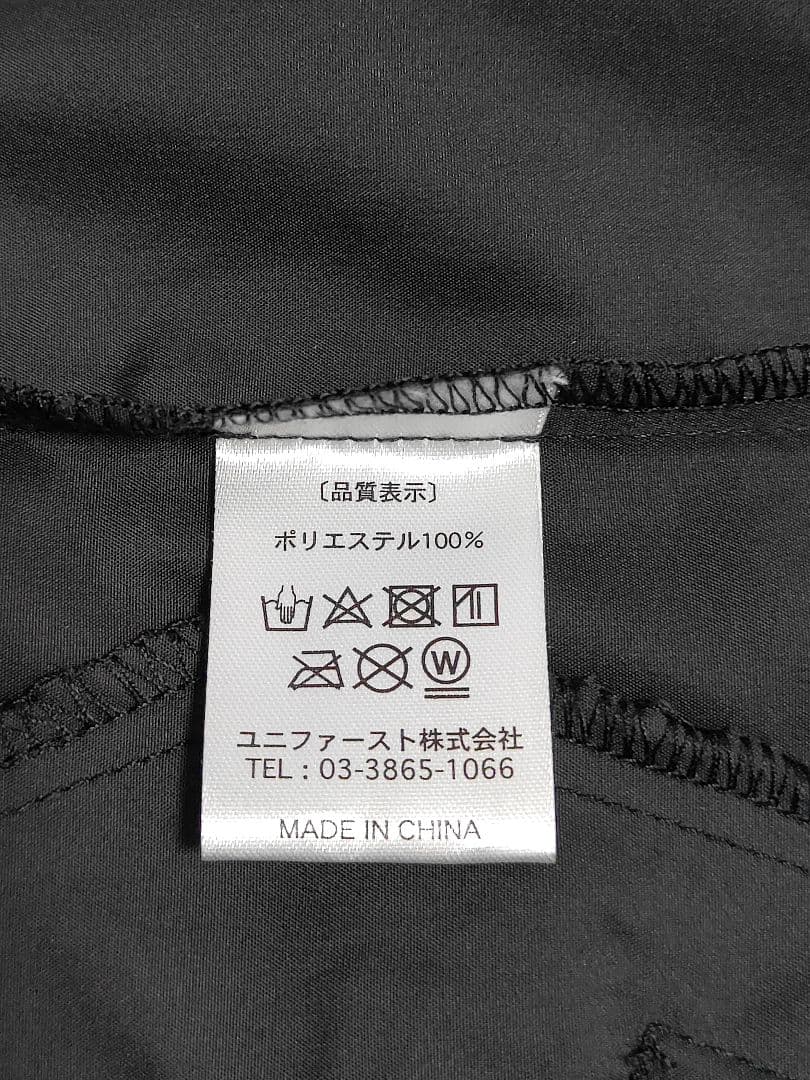 〔品質表示〕
ポリエステル100%
W
ユニファースト株式会社
TEL : 03-3865-1066
MADE IN CHINA